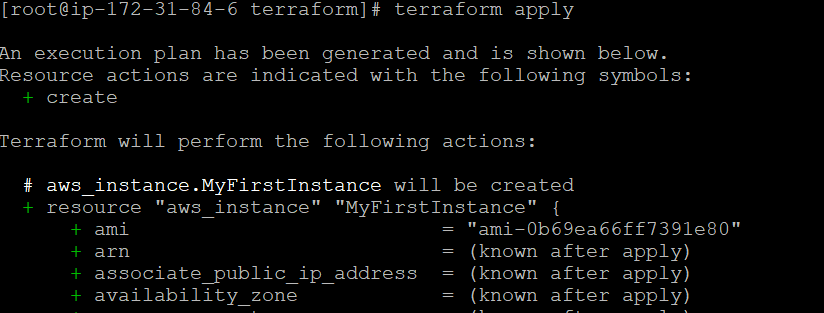 [root@ip-172-31-84-6 terraform]# terraform apply
An execution plan has been generated and is shown below.
Resource actions are indicated with the following symbols:
+ create
Terraform will perform the following actions:
# aws_instance.MyFirstInstance will be created
+ resource "aws_instance" "MyFirstInstance" {
+ ami = "ami-0b69ea66ff7391e80"
+ arn = (known after apply)
+ associate_public_ip_address = (known after apply)
+ availability_zone = (known after apply)